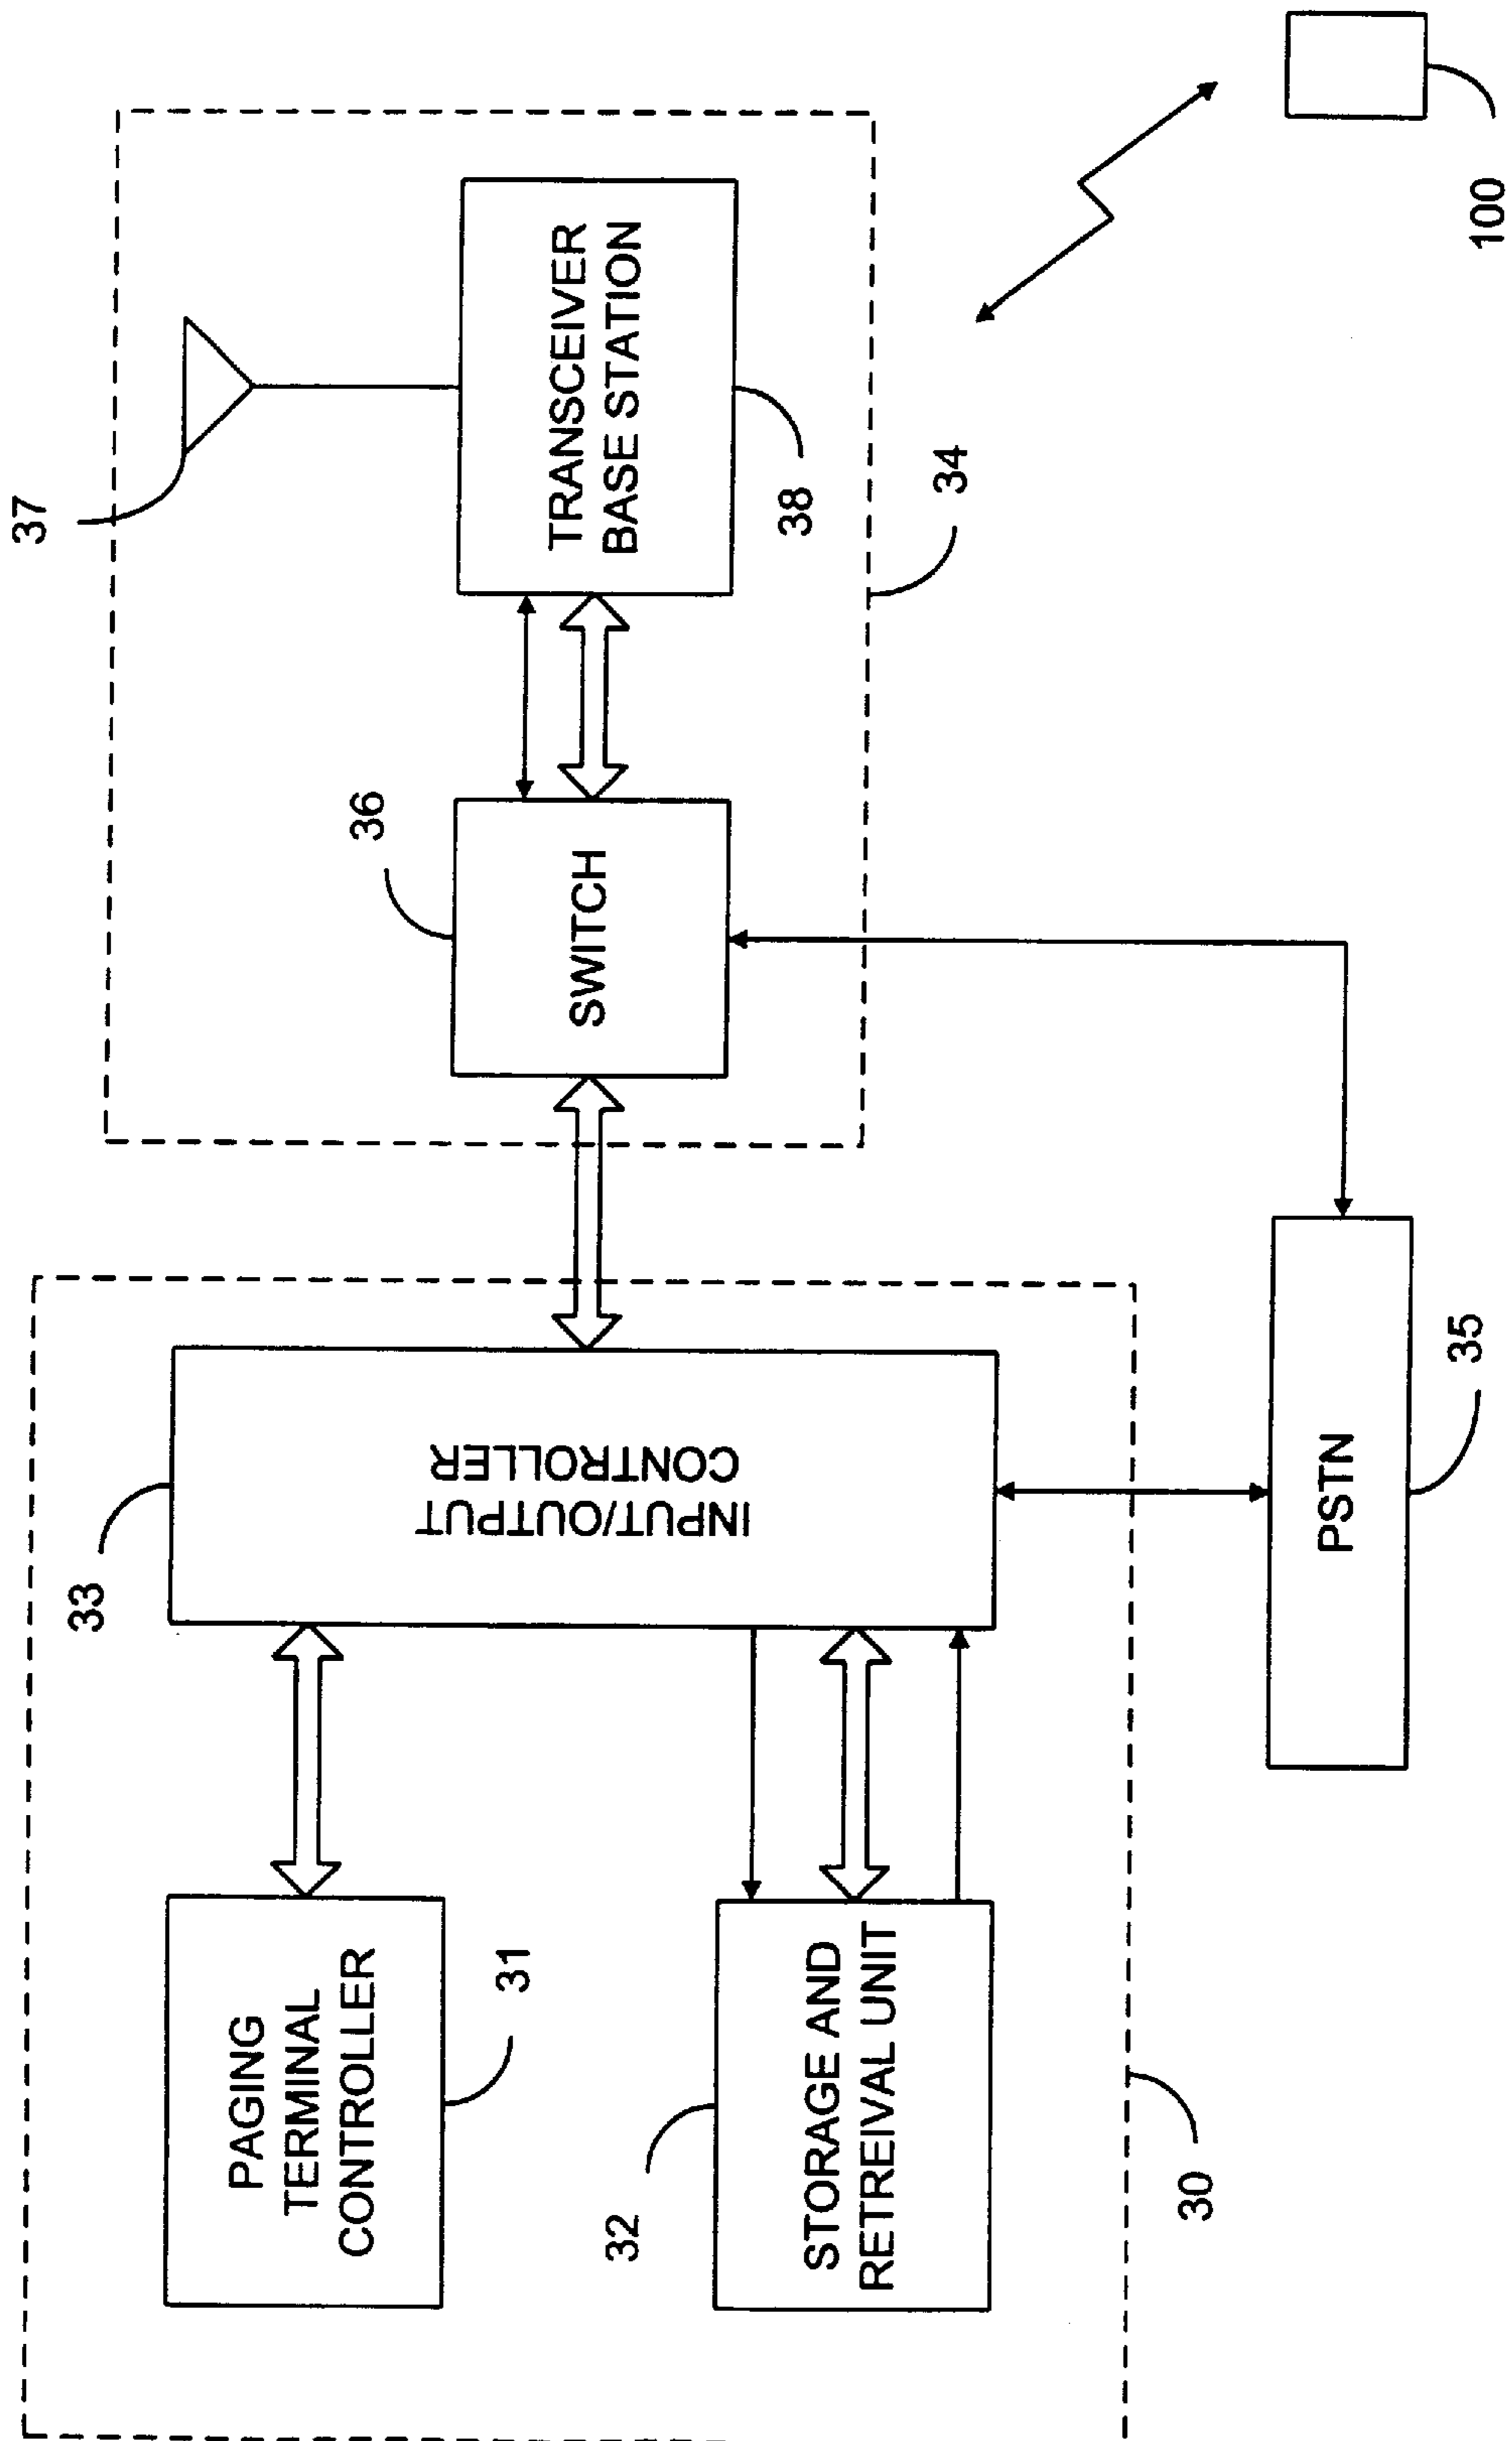 30
PAGING
TERMINAL
CONTROLLER
31
32
STORAGE AND
RETREIVAL UNIT
33
INPUT/OUTPUT
CONTROLLER
PSTN
35
36
SWITCH
37
TRANSCEIVER
BASE STATION
38
34
100